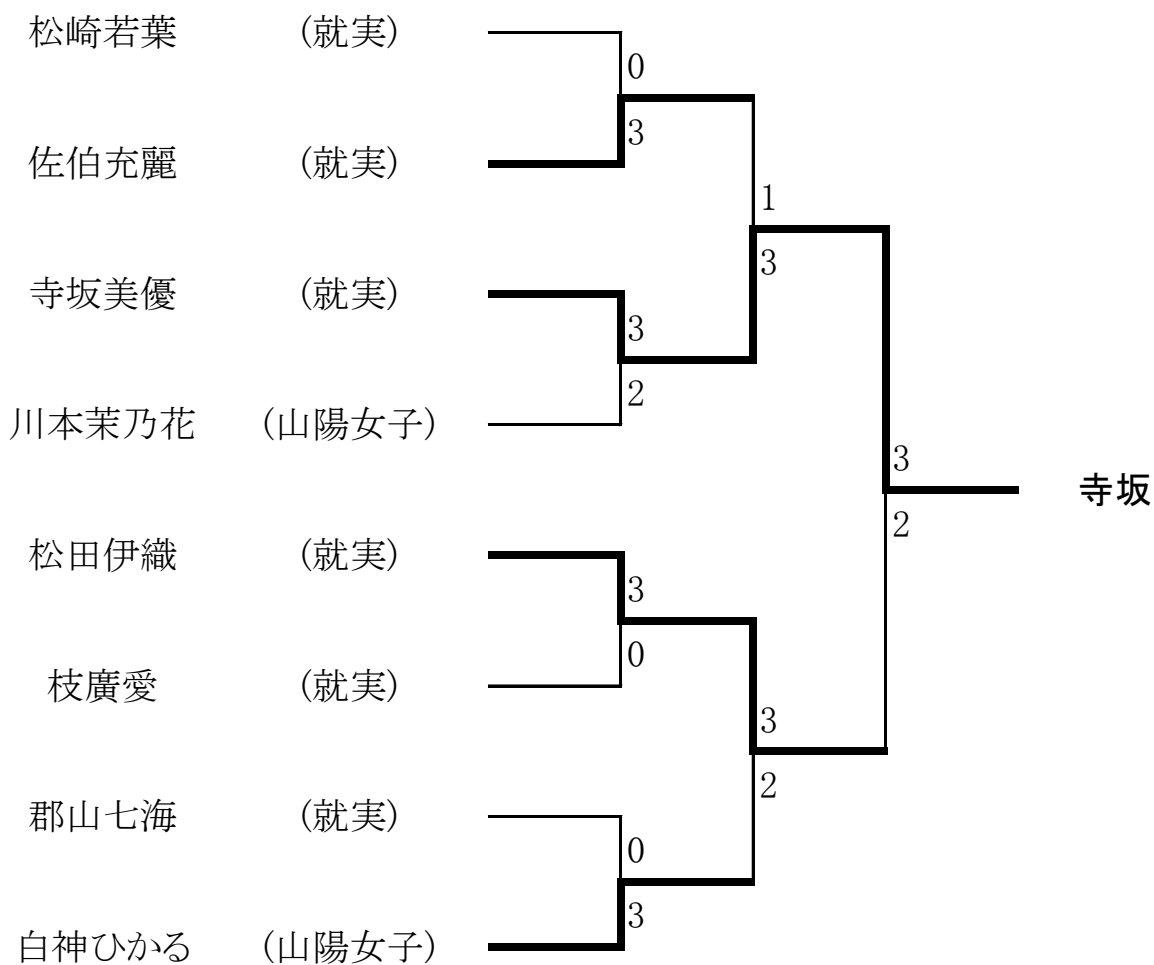 松崎若葉 (就実)
0
3
佐伯充麗 (就実)
1
3
寺坂美優 (就実)
3
2
川本茉乃花 (山陽女子)
3
寺坂
2
松田伊織 (就実)
3
0
枝廣愛 (就実)
3
2
郡山七海 (就実)
0
3
白神ひかる (山陽女子)